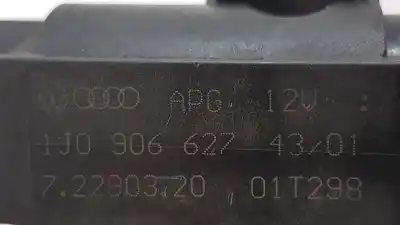 APG. 12V :
1J0 906 627 43/01
7.22903.20 , 01T298